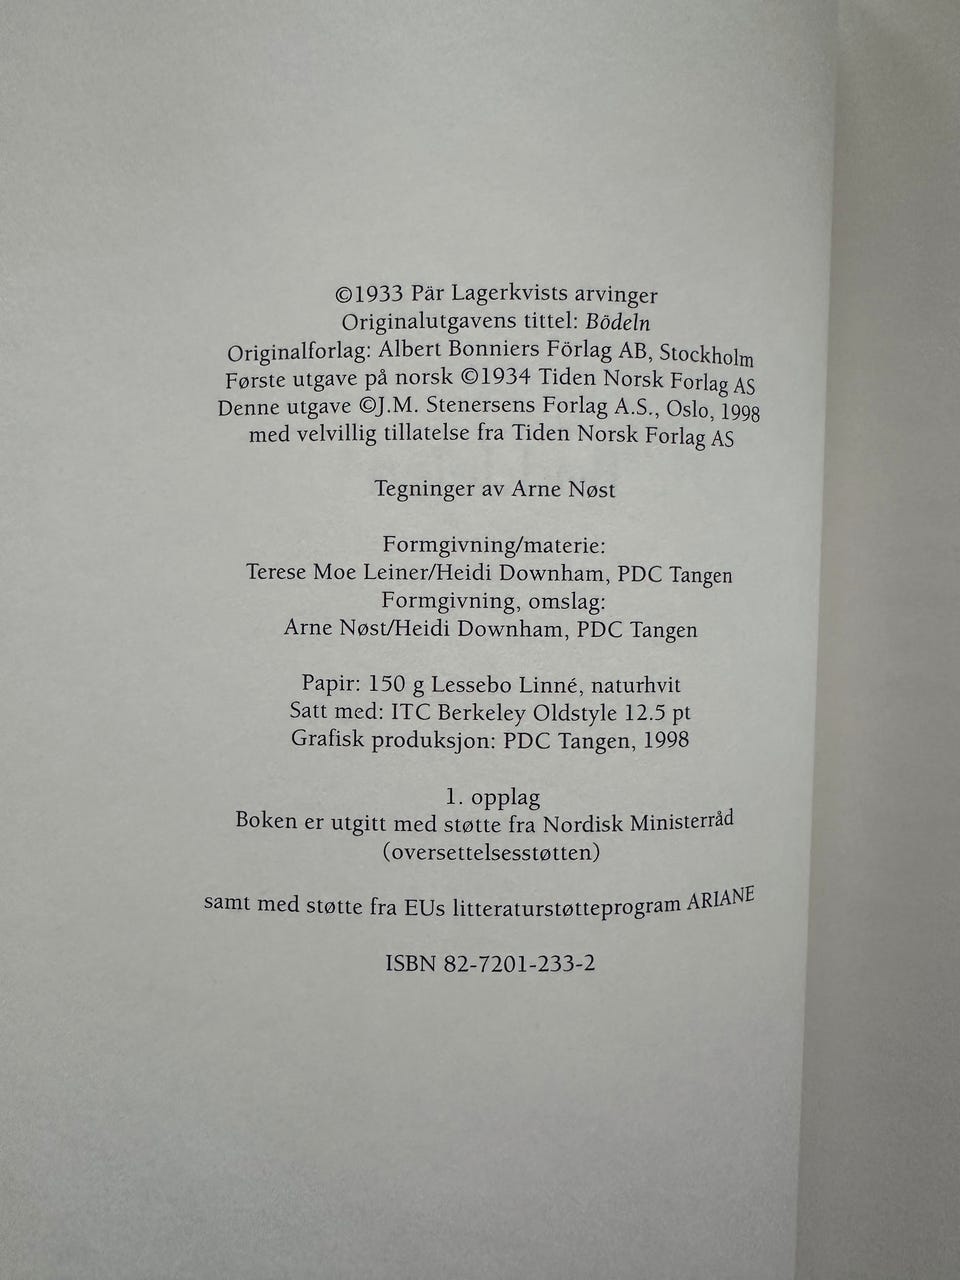 ©1933 Pär Lagerkvists arvinger
Originalutgavens tittel: Bödeln
Originalforlag: Albert Bonniers Förlag AB, Stockholm
Første utgave på norsk ©1934 Tiden Norsk Forlag AS
Denne utgave ©J.M. Stenersens Forlag A.S., Oslo, 1998
med velvillig tillatelse fra Tiden Norsk Forlag AS
Tegninger av Arne Nøst
Formgivning/materie:
Terese Moe Leiner/Heidi Downham, PDC Tangen
Formgivning, omslag:
Arne Nøst/Heidi Downham, PDC Tangen
Papir: 150 g Lessebo Linné, naturhvit
Satt med: ITC Berkeley Oldstyle 12.5 pt
Grafisk produksjon: PDC Tangen, 1998
1. opplag
Boken er utgitt med støtte fra Nordisk Ministerråd
(oversettelsesstøtten)
samt med støtte fra EUs litteraturstøtteprogram ARIANE
ISBN 82-7201-233-2